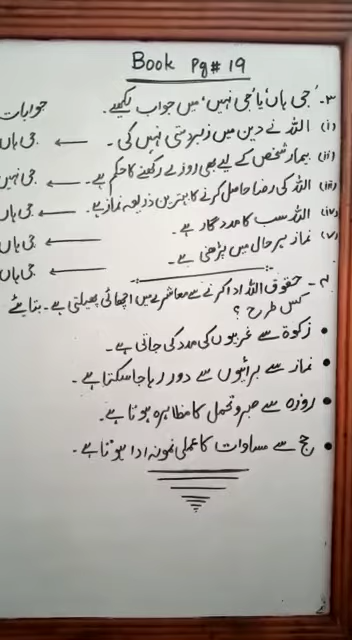 Book Pg # 19
۳۔ 'جی ہاں' یا 'جی نہیں' میں جواب لکھیے۔ جوابات
(i) اللہ نے دین میں زبردستی نہیں کی۔ ← جی ہاں
(ii) بیمار شخص کے لیے بھی روزے رکھنے کا حکم ہے۔ ← جی نہیں
(iii) اللہ کی رضا حاصل کرنے کا بہترین ذریعہ نماز ہے۔ ← جی ہاں
(iv) اللہ سب کا مددگار ہے۔ ← جی ہاں
(v) نماز ہر حال میں پڑھنی ہے۔ ← جی ہاں
۴۔ حقوق اللہ ادا کرنے سے معاشرے میں اچھائی پھیلتی ہے۔ بتایئے
کس طرح؟
• زکوٰة سے غریبوں کی مدد کی جاتی ہے۔
• نماز سے برائیوں سے دور رہا جا سکتا ہے۔
• روزہ سے صبر و تحمل کا مظاہرہ ہوتا ہے۔
• حج سے مساوات کا عملی نمونہ ادا ہوتا ہے۔